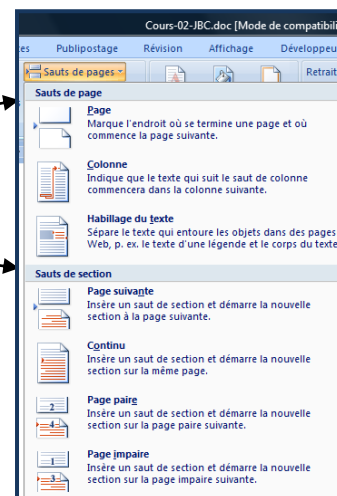 Cours-02-JBC.doc [Mode de compatibili
es Publipostage Révision Affichage Développeu
Sauts de pages Retrait
Sauts de page
Page
Marque l'endroit où se termine une page et où
commence la page suivante.
Colonne
Indique que le texte qui suit le saut de colonne
commencera dans la colonne suivante.
Habillage du texte
Sépare le texte qui entoure les objets dans des pages
Web, p. ex. le texte d'une légende et le corps du texte
Sauts de section
Page suivante
Insère un saut de section et démarre la nouvelle
section à la page suivante.
Continu
Insère un saut de section et démarre la nouvelle
section sur la même page.
Page paire
Insère un saut de section et démarre la nouvelle
section sur la page paire suivante.
Page impaire
Insère un saut de section et démarre la nouvelle
section sur la page impaire suivante.
2
4
1
3